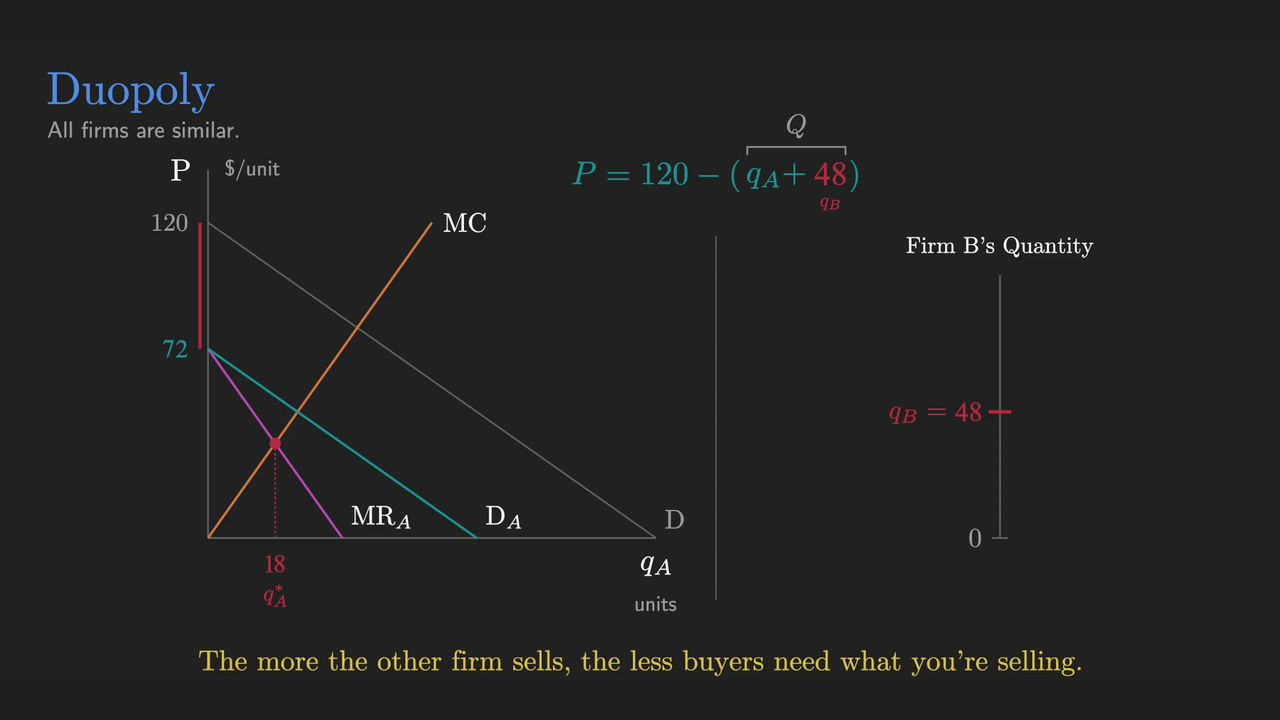 Duopoly
All firms are similar.
Q
P = 120 − ( q_A + 48 )
q_B
P $/unit
120
MC
Firm B's Quantity
72
q_B = 48
MR_A
D_A
D
0
18
q_A^*
q_A
units
The more the other firm sells, the less buyers need what you're selling.